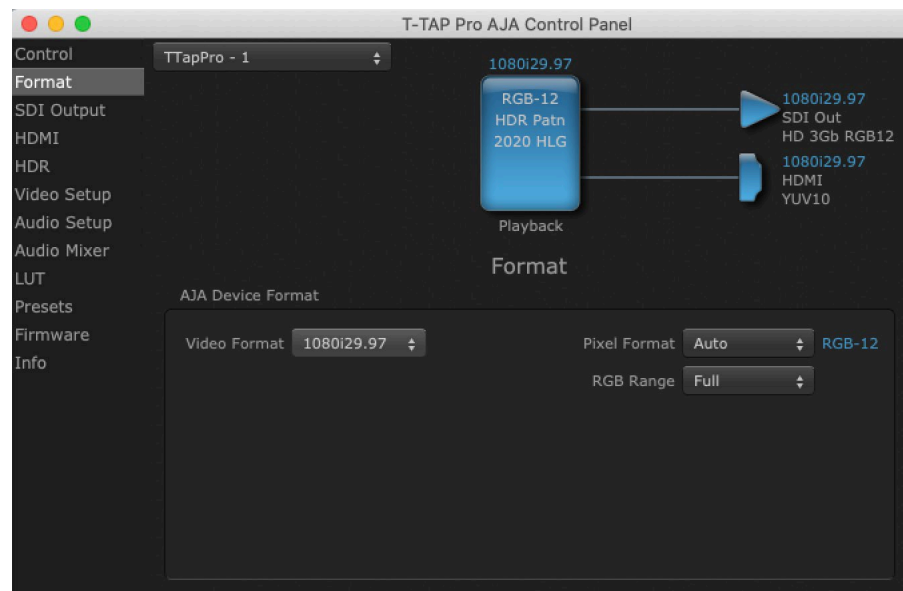 T-TAP Pro AJA Control Panel
Control
Format
SDI Output
HDMI
HDR
Video Setup
Audio Setup
Audio Mixer
LUT
Presets
Firmware
Info
TTapPro - 1
1080i29.97
RGB-12
HDR Patn
2020 HLG
Playback
1080i29.97
SDI Out
HD 3Gb RGB12
1080i29.97
HDMI
YUV10
Format
AJA Device Format
Video Format 1080i29.97
Pixel Format Auto RGB-12
RGB Range Full